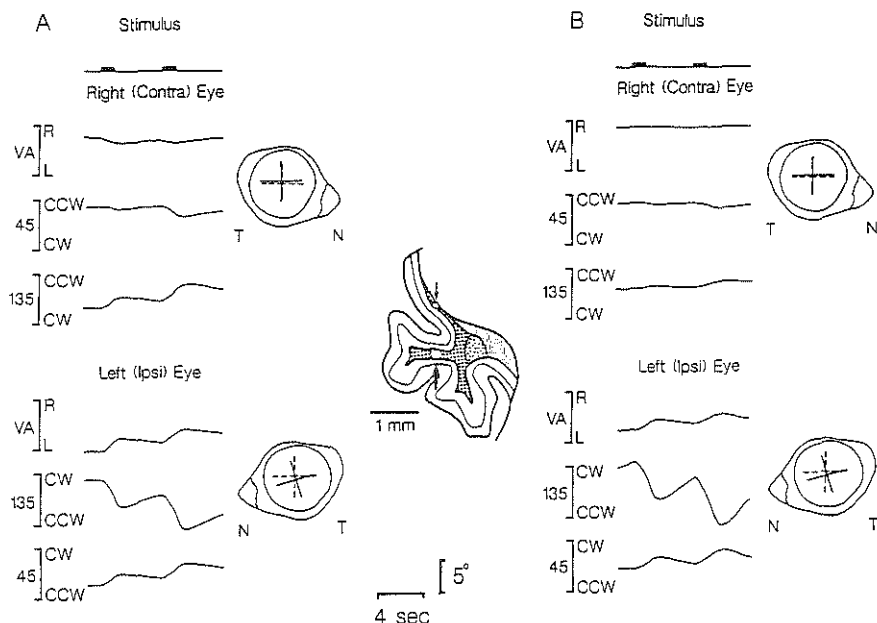 A
Stimulus
Right (Contra) Eye
VA
R
L
45
CCW
CW
135
CCW
CW
T N
Left (Ipsi) Eye
VA
R
L
135
CW
CCW
45
CW
CCW
N T
1 mm
5°
4 sec
B
Stimulus
Right (Contra) Eye
VA
R
L
45
CCW
CW
135
CCW
CW
T N
Left (Ipsi) Eye
VA
R
L
135
CW
CCW
45
CW
CCW
N T